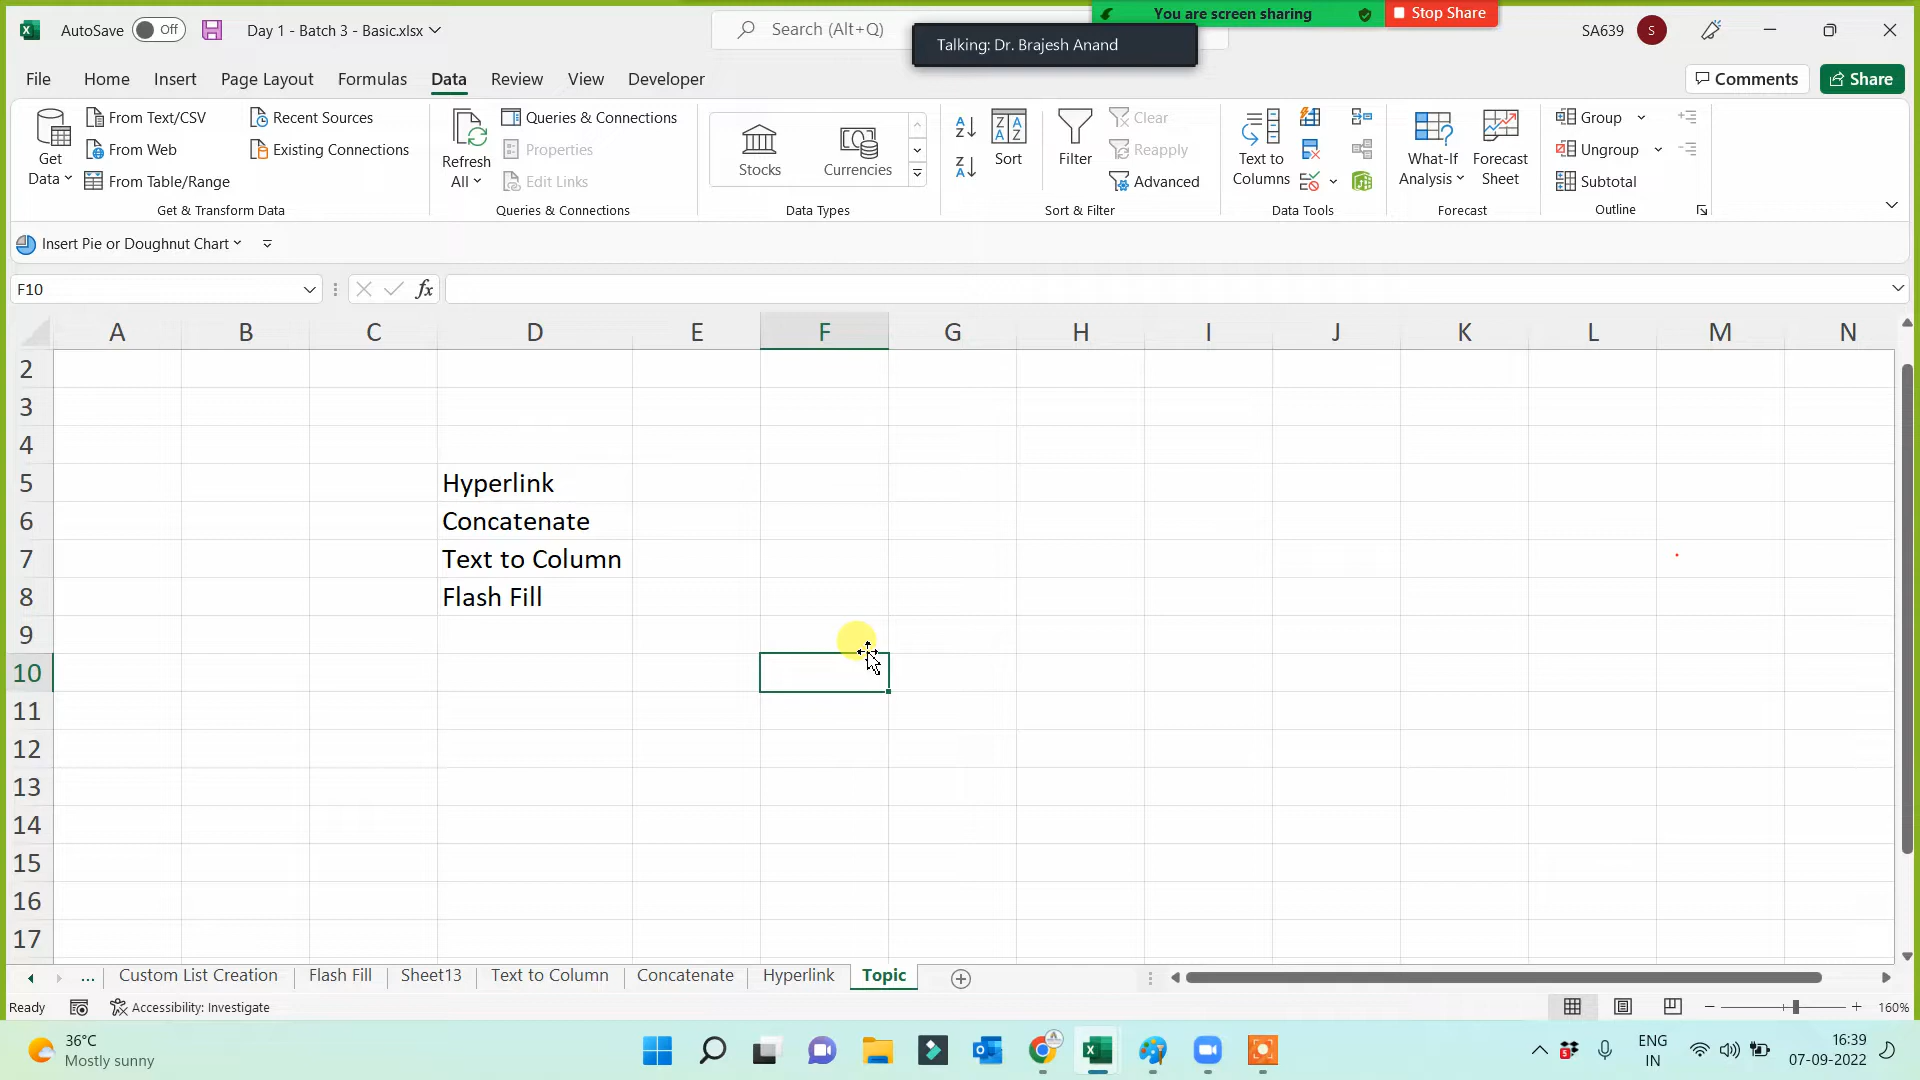 You are screen sharing
Stop Share
AutoSave Off Day 1 - Batch 3 - Basic.xlsx Search (Alt+Q) Talking: Dr. Brajesh Anand SA639 S
File Home Insert Page Layout Formulas Data Review View Developer Comments Share
From Text/CSV Recent Sources Queries & Connections Clear Group
Get Data From Web Existing Connections Refresh All Properties Stocks Currencies Sort Filter Reapply Text to Columns What-If Analysis Forecast Sheet Ungroup
From Table/Range Edit Links Advanced Subtotal
Get & Transform Data Queries & Connections Data Types Sort & Filter Data Tools Forecast Outline
Insert Pie or Doughnut Chart
F10 fx
A B C D E F G H I J K L M N
2
3
4
5 Hyperlink
6 Concatenate
7 Text to Column
8 Flash Fill
9
10
11
12
13
14
15
16
17
... Custom List Creation Flash Fill Sheet13 Text to Column Concatenate Hyperlink Topic
Ready Accessibility: Investigate 160%
36°C ENG 16:39
Mostly sunny IN 07-09-2022